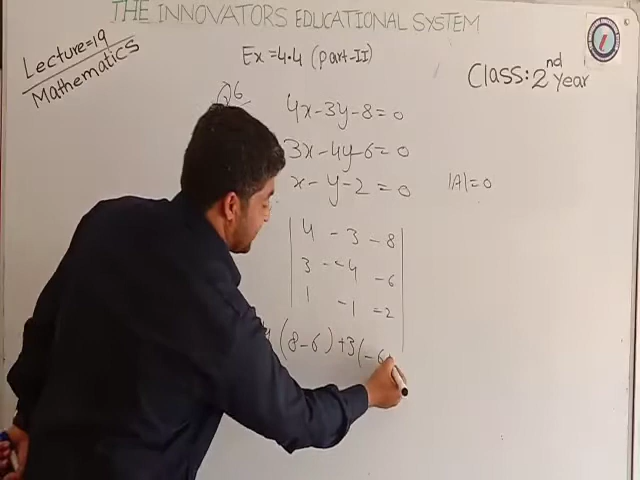 THE INNOVATORS EDUCATIONAL SYSTEM
Lecture=19
Mathematics
Ex=4.4 (part-II)
Class: 2nd year
Q6
4x-3y-8=0
3x-4y-6=0
x-y-2=0
|A|=0
4 -3 -8
3 -4 -6
1 -1 -2
4(8-6)+3(-6